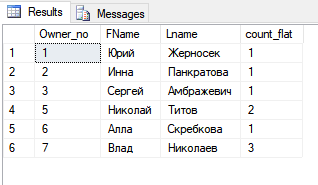 Results Messages
Owner_no FName Lname count_flat
1 1 Юрий Жерносек 1
2 2 Инна Панкратова 1
3 3 Сергей Амбражевич 1
4 5 Николай Титов 2
5 6 Алла Скребкова 1
6 7 Влад Николаев 3